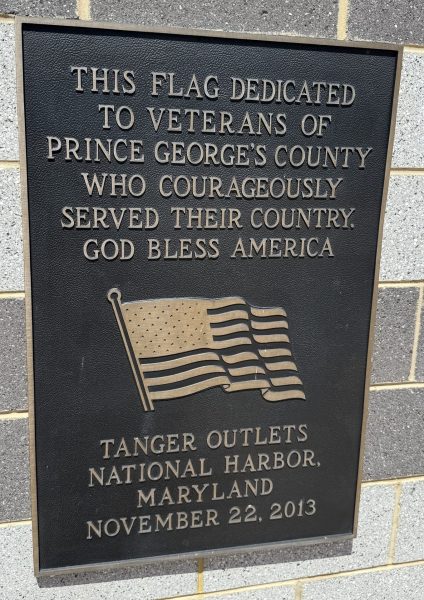 THIS FLAG DEDICATED
TO VETERANS OF
PRINCE GEORGE'S COUNTY
WHO COURAGEOUSLY
SERVED THEIR COUNTRY.
GOD BLESS AMERICA
TANGER OUTLETS
NATIONAL HARBOR,
MARYLAND
NOVEMBER 22, 2013